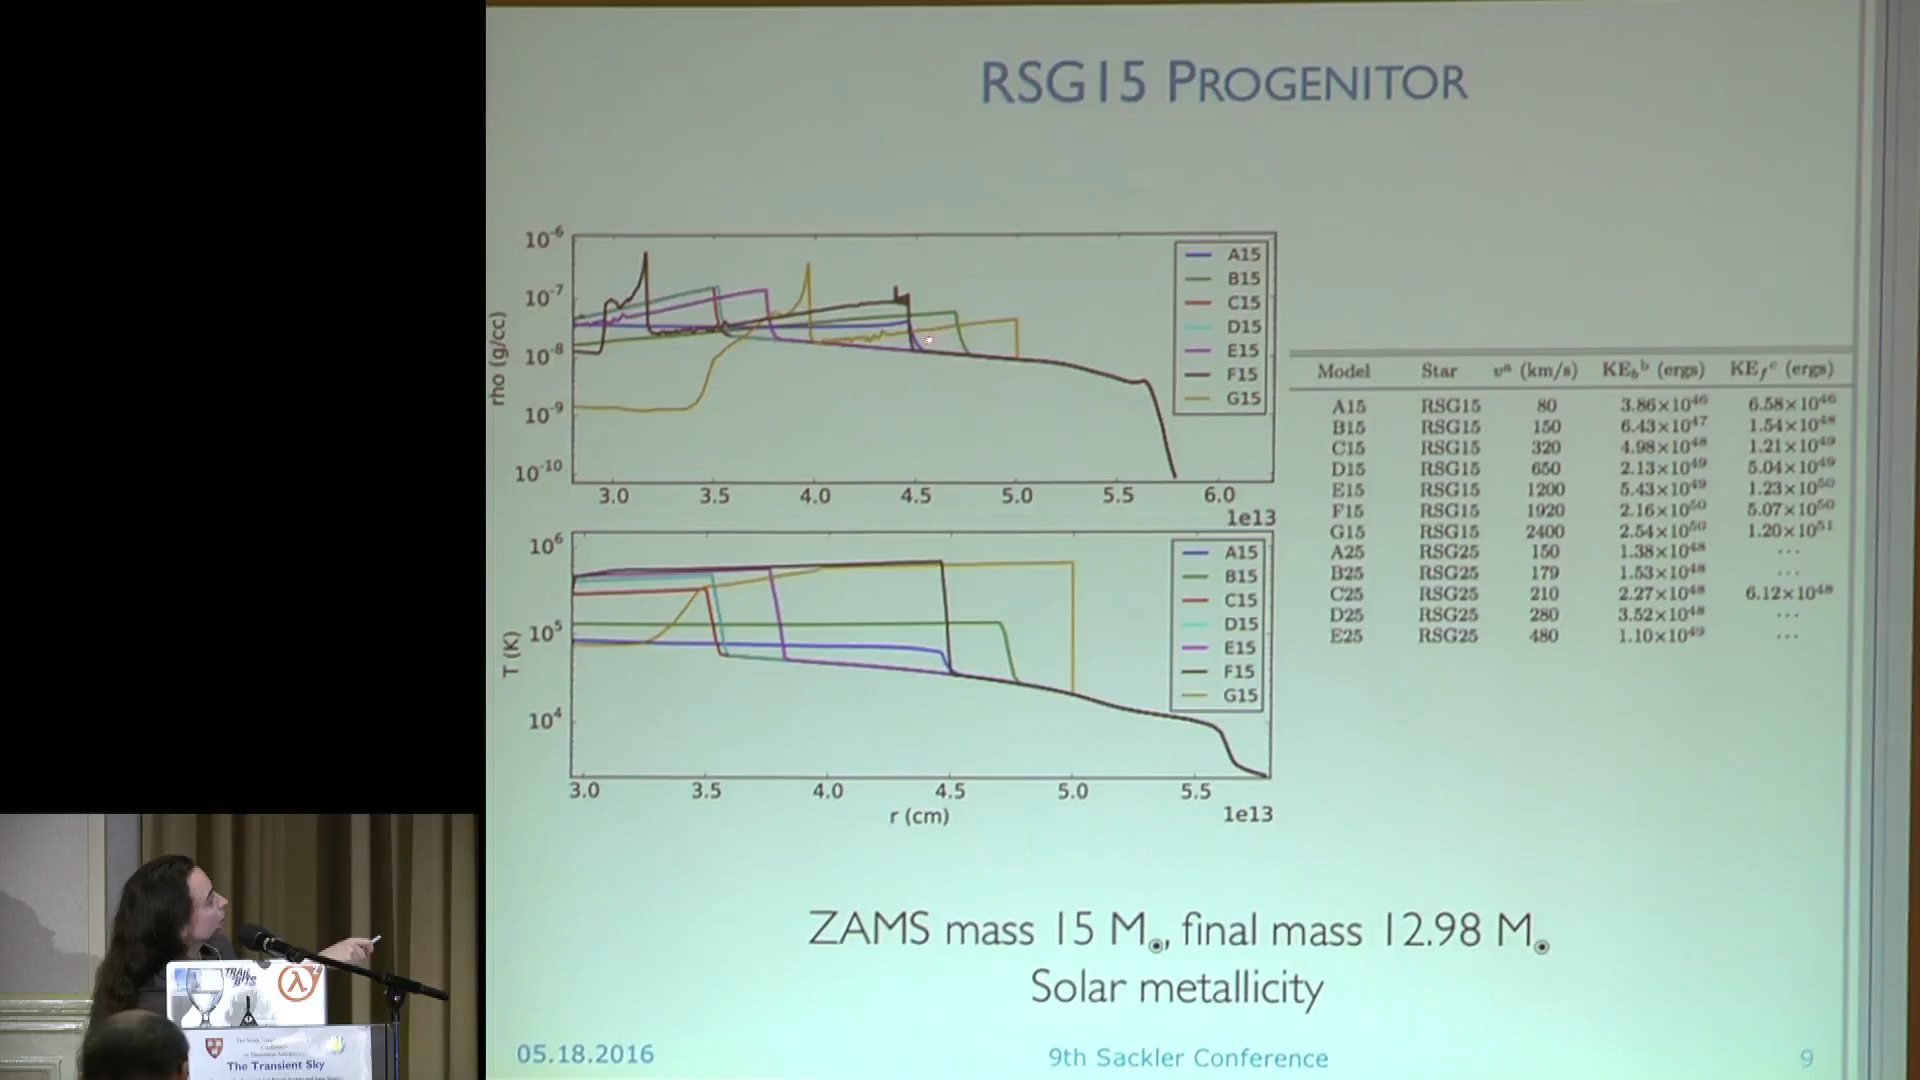 RSG15 PROGENITOR
10^-6
10^-7
10^-8
10^-9
10^-10
rho (g/cc)
A15
B15
C15
D15
E15
F15
G15
3.0 3.5 4.0 4.5 5.0 5.5 6.0
1e13
10^6
10^5
10^4
T (K)
A15
B15
C15
D15
E15
F15
G15
3.0 3.5 4.0 4.5 5.0 5.5
r (cm)
1e13
Model Star v^a (km/s) KE_b^b (ergs) KE_f^c (ergs)
A15 RSG15 80 3.86×10^46 6.58×10^46
B15 RSG15 150 6.43×10^47 1.54×10^48
C15 RSG15 320 4.98×10^48 1.21×10^49
D15 RSG15 650 2.13×10^49 5.04×10^49
E15 RSG15 1200 5.43×10^49 1.23×10^50
F15 RSG15 1920 2.16×10^50 5.07×10^50
G15 RSG15 2400 2.54×10^50 1.20×10^51
A25 RSG25 150 1.38×10^48 ...
B25 RSG25 179 1.53×10^48 ...
C25 RSG25 210 2.27×10^48 6.12×10^48
D25 RSG25 280 3.52×10^48 ...
E25 RSG25 480 1.10×10^49 ...
ZAMS mass 15 M⊙, final mass 12.98 M⊙
Solar metallicity
05.18.2016
9th Sackler Conference
9
λ
The Transient Sky